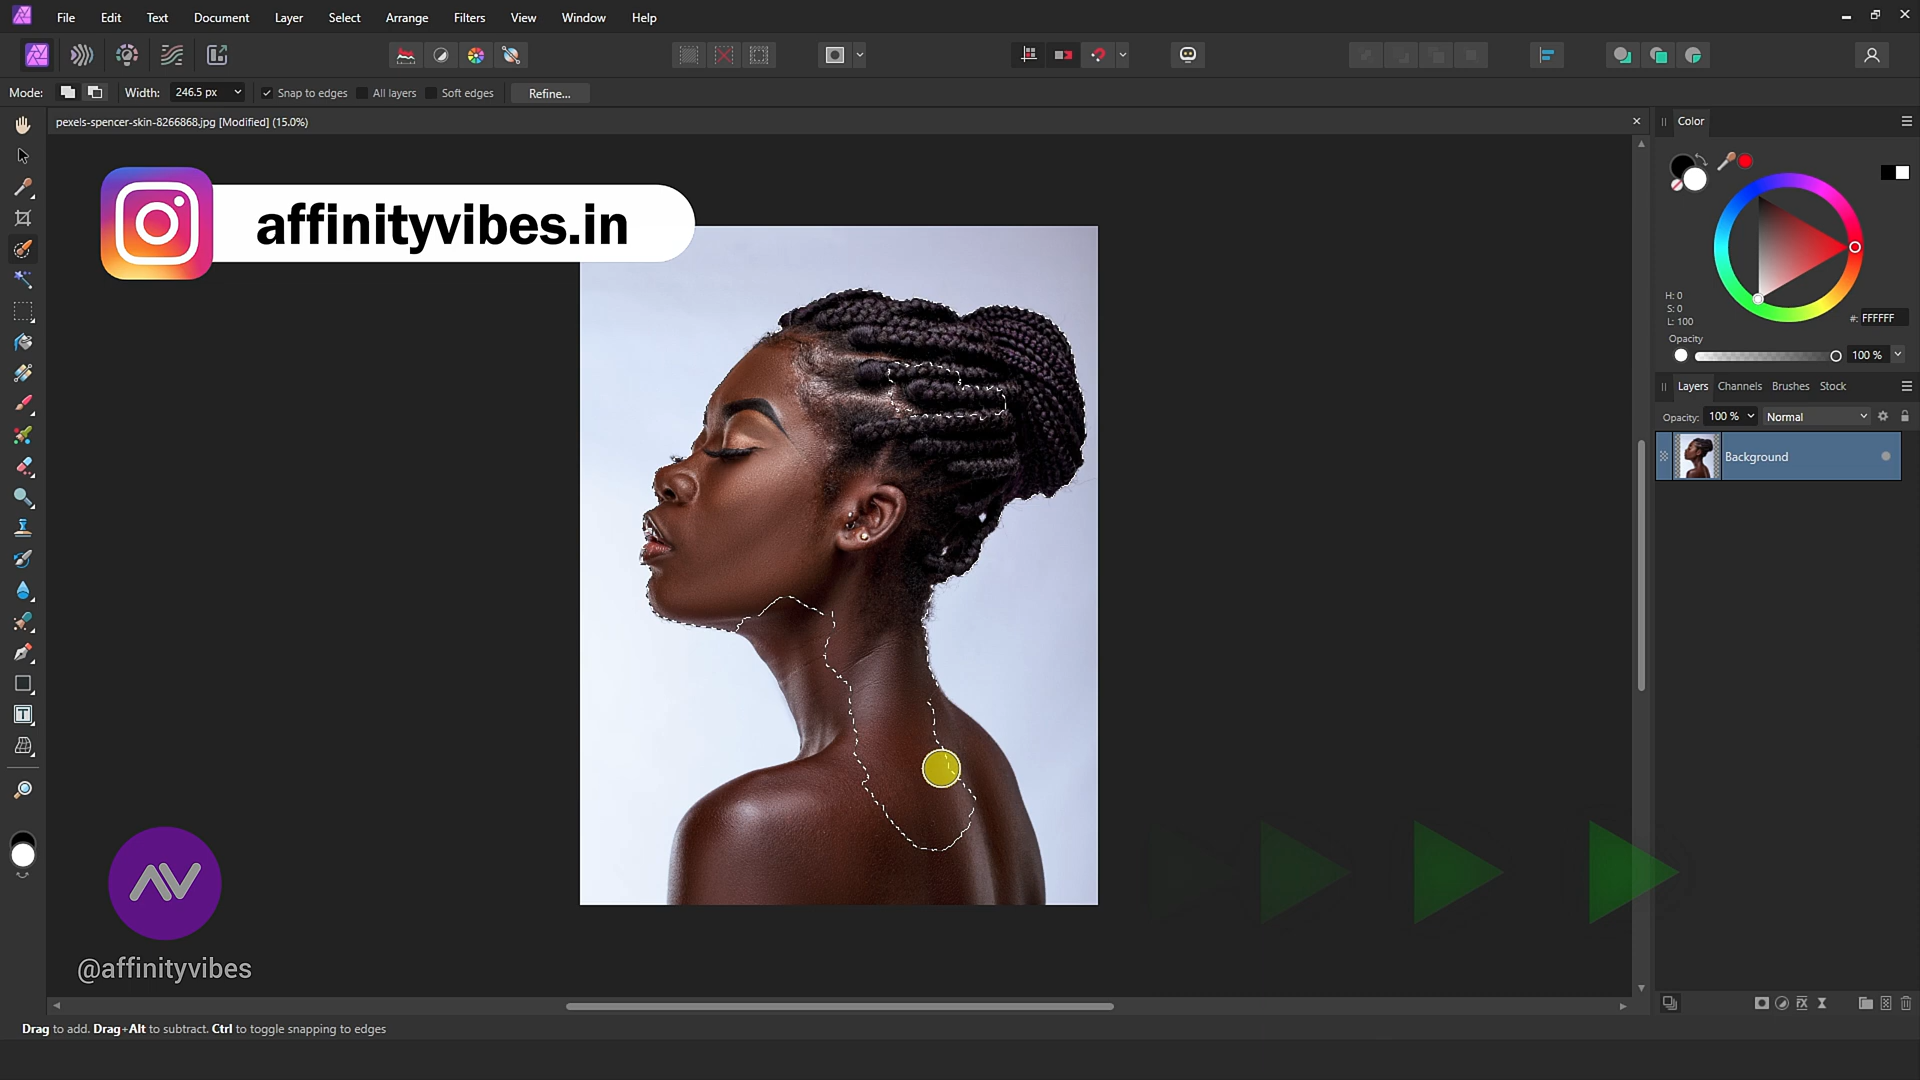 File Edit Text Document Layer Select Arrange Filters View Window Help
Mode: Width: 246.5 px Snap to edges All layers Soft edges Refine...
pexels-spencer-skin-8266868.jpg [Modified] (15.0%)
Color
affinityvibes.in
H: 0
S: 0
L: 100
#: FFFFFF
Opacity
100 %
Layers Channels Brushes Stock
Opacity: 100 % Normal
Background
AV
@affinityvibes
Drag to add. Drag+Alt to subtract. Ctrl to toggle snapping to edges